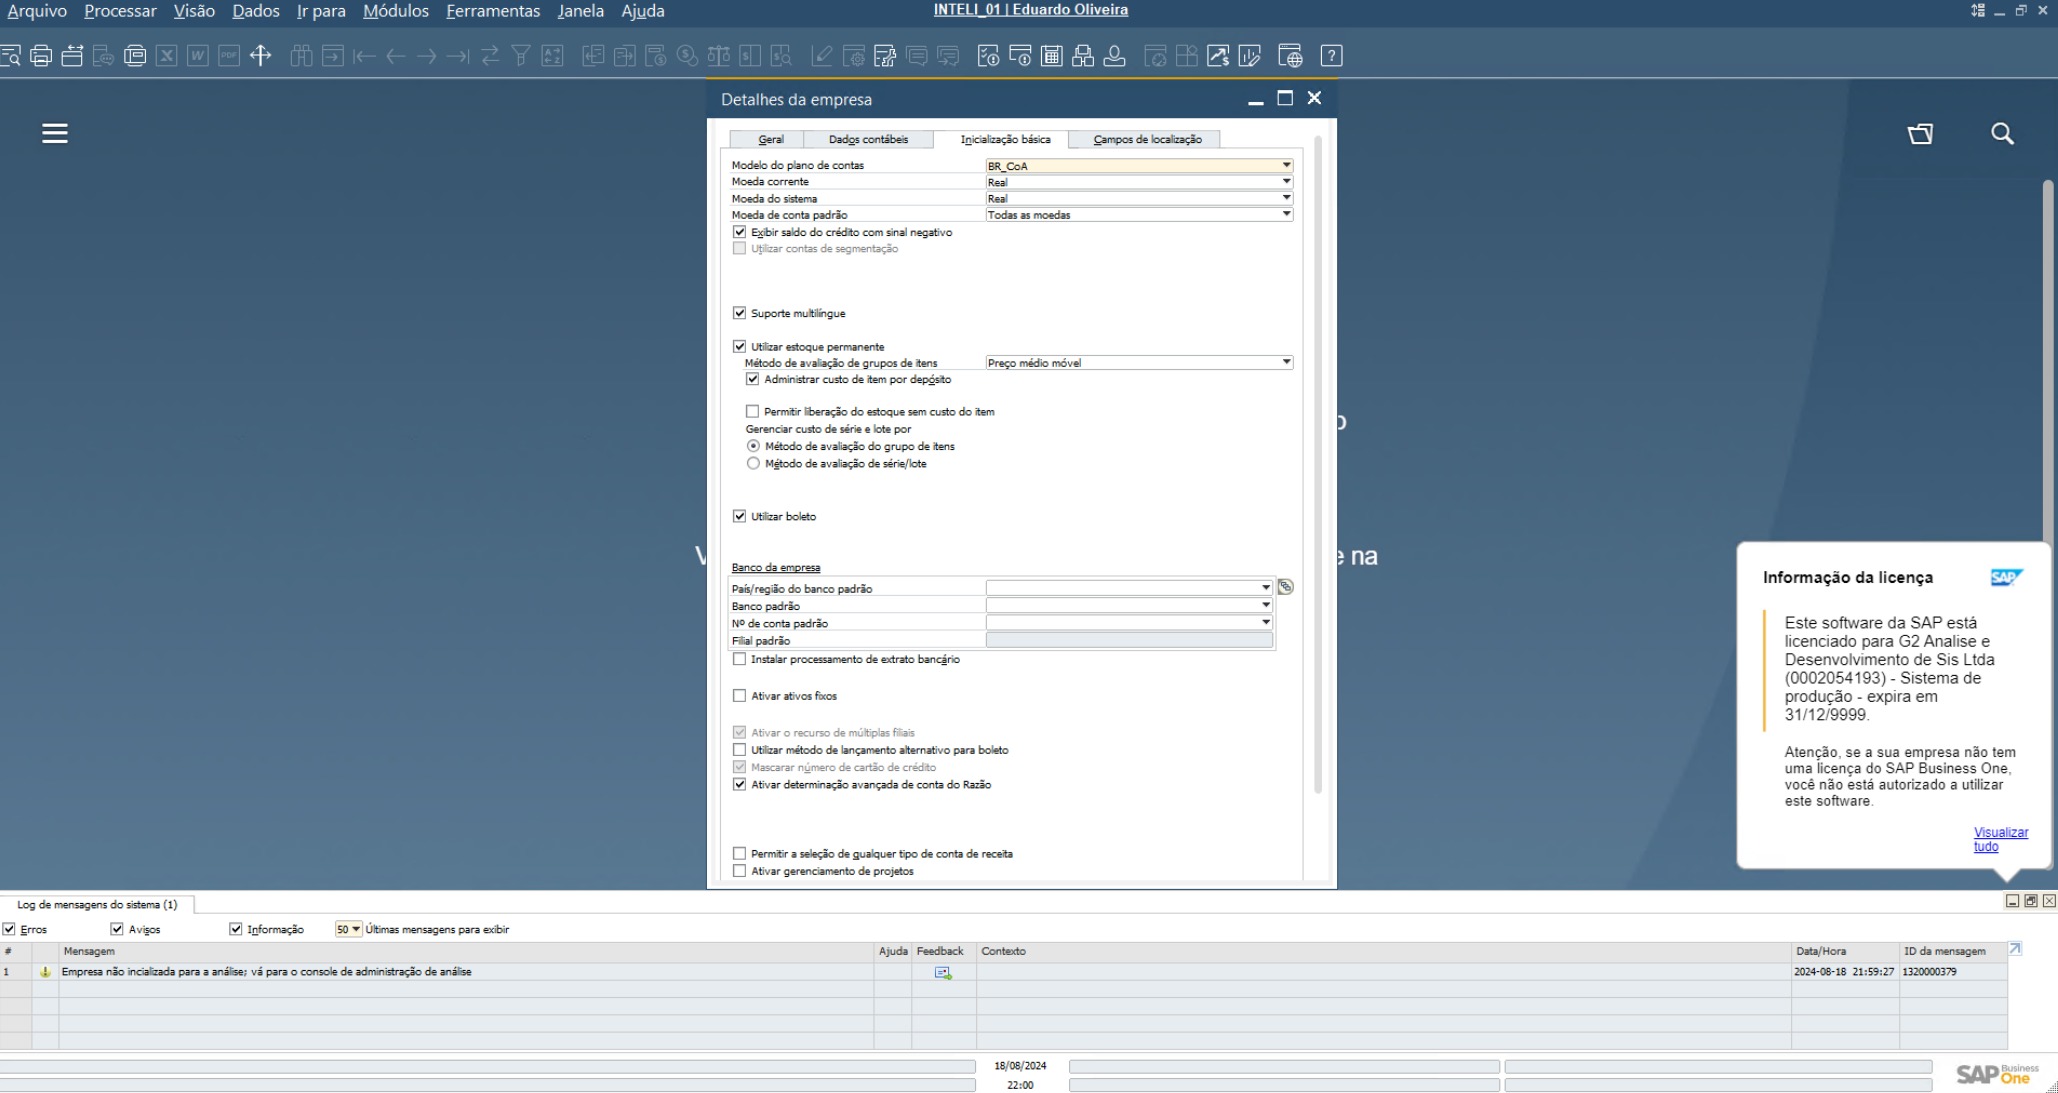 Arquivo Processar Visão Dados Ir para Módulos Ferramentas Janela Ajuda
INTELI_01 | Eduardo Oliveira
Detalhes da empresa
Geral Dados contábeis Inicialização básica Campos de localização
Modelo do plano de contas BR_CoA
Moeda corrente Real
Moeda do sistema Real
Moeda de conta padrão Todas as moedas
Exibir saldo do crédito com sinal negativo
Utilizar contas de segmentação
Suporte multilíngue
Utilizar estoque permanente
Método de avaliação de grupos de itens Preço médio móvel
Administrar custo de item por depósito
Permitir liberação do estoque sem custo do item
Gerenciar custo de série e lote por
Método de avaliação do grupo de itens
Método de avaliação de série/lote
Utilizar boleto
e na
Banco da empresa
País/região do banco padrão
Banco padrão
Nº de conta padrão
Filial padrão
Instalar processamento de extrato bancário
Ativar ativos fixos
Ativar o recurso de múltiplas filiais
Utilizar método de lançamento alternativo para boleto
Mascarar número de cartão de crédito
Ativar determinação avançada de conta do Razão
Permitir a seleção de qualquer tipo de conta de receita
Ativar gerenciamento de projetos
Informação da licença SAP
Este software da SAP está
licenciado para G2 Analise e
Desenvolvimento de Sis Ltda
(0002054193) - Sistema de
produção - expira em
31/12/9999.
Atenção, se a sua empresa não tem
uma licença do SAP Business One,
você não está autorizado a utilizar
este software.
Visualizar
tudo
Log de mensagens do sistema (1)
Erros Avisos Informação 50 Últimas mensagens para exibir
# Mensagem Ajuda Feedback Contexto Data/Hora ID da mensagem
1 Empresa não incializada para a análise; vá para o console de administração de análise 2024-08-18 21:59:27 1320000379
18/08/2024
22:00
SAP Business One